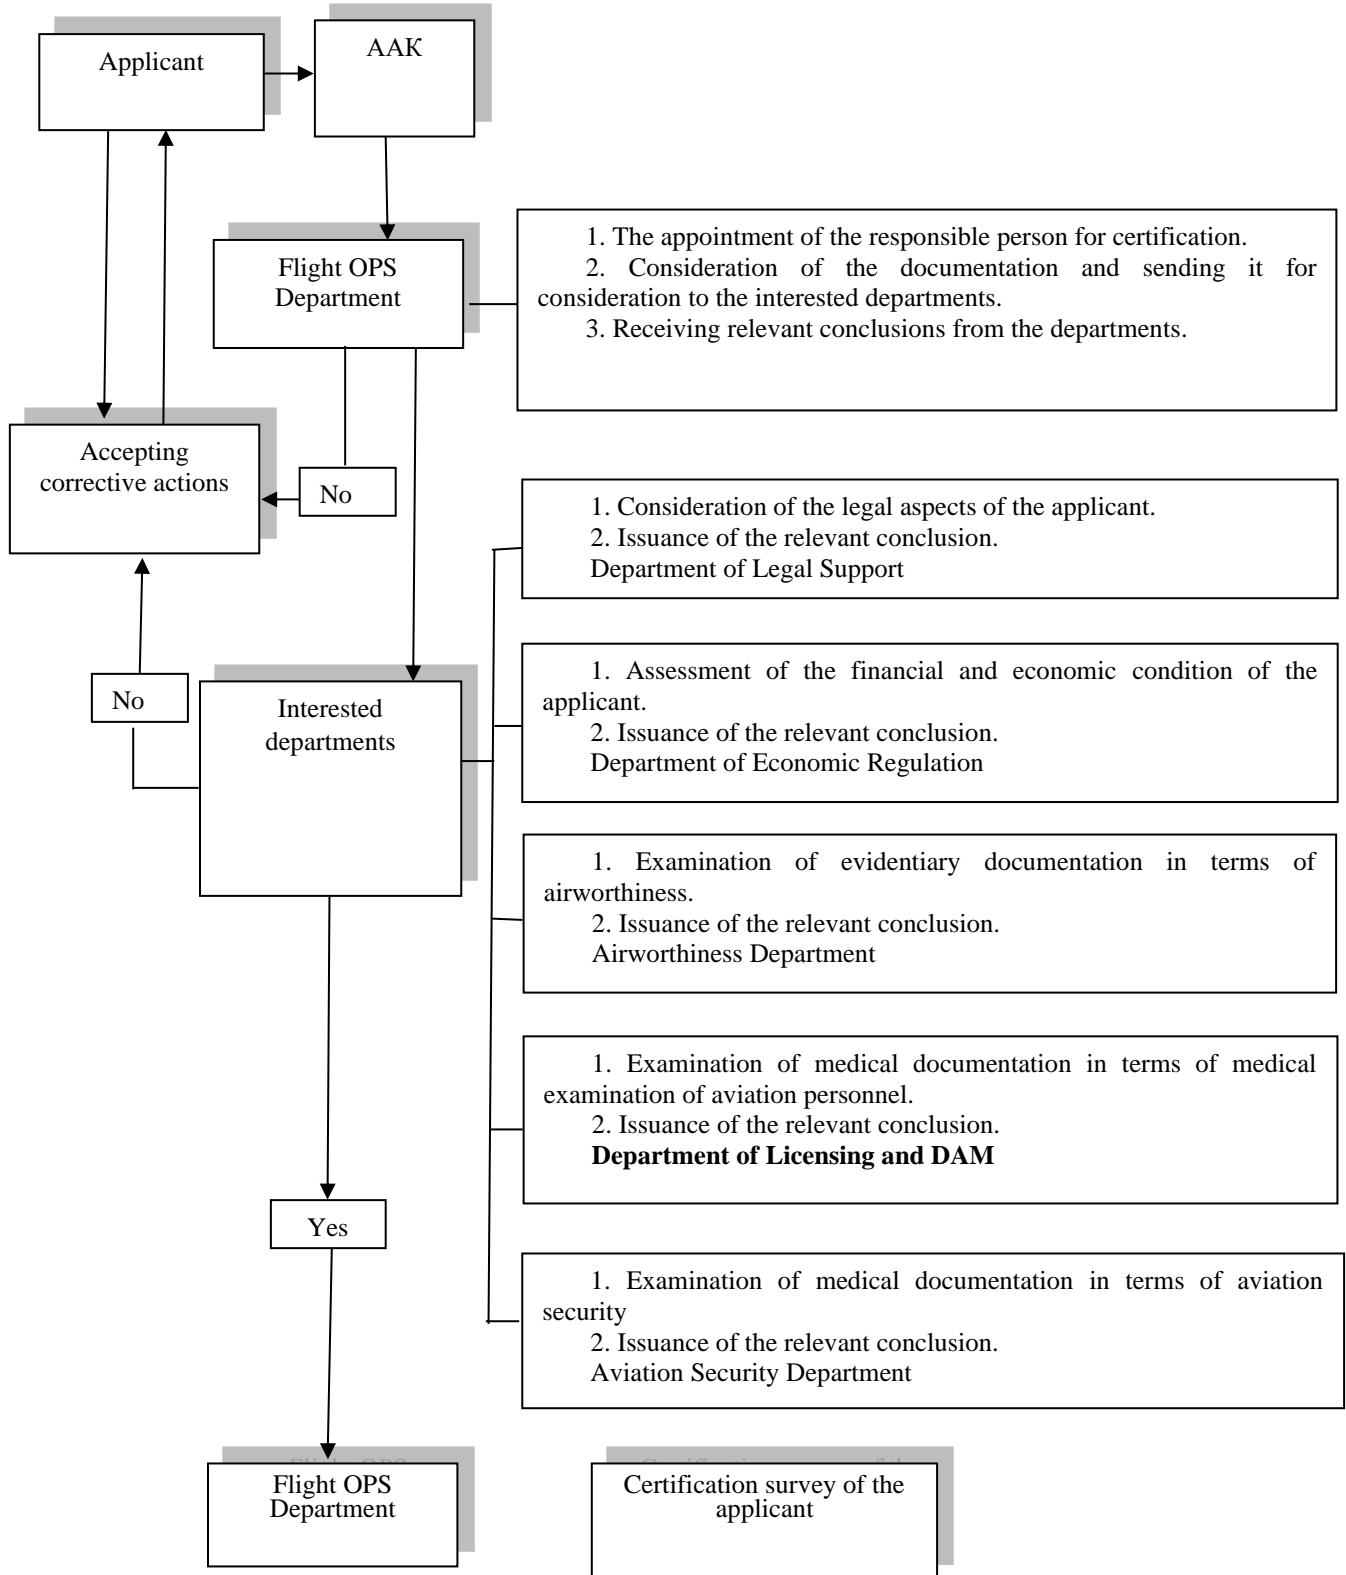 Applicant
ААК
Flight OPS
Department
1. The appointment of the responsible person for certification.
2. Consideration of the documentation and sending it for
consideration to the interested departments.
3. Receiving relevant conclusions from the departments.
Accepting
corrective actions
No
1. Consideration of the legal aspects of the applicant.
2. Issuance of the relevant conclusion.
Department of Legal Support
No
Interested
departments
1. Assessment of the financial and economic condition of the
applicant.
2. Issuance of the relevant conclusion.
Department of Economic Regulation
1. Examination of evidentiary documentation in terms of
airworthiness.
2. Issuance of the relevant conclusion.
Airworthiness Department
1. Examination of medical documentation in terms of medical
examination of aviation personnel.
2. Issuance of the relevant conclusion.
Department of Licensing and DAM
Yes
1. Examination of medical documentation in terms of aviation
security
2. Issuance of the relevant conclusion.
Aviation Security Department
Flight OPS
Department
Certification survey of the
applicant